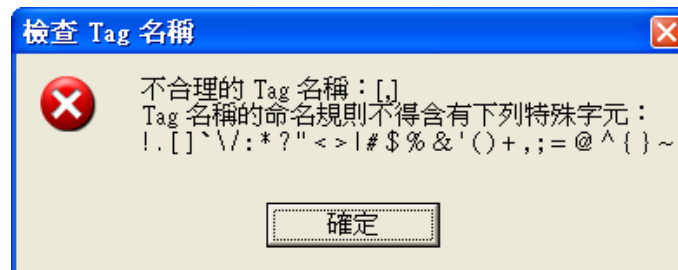 檢查 Tag 名稱
不合理的 Tag 名稱：[,]
Tag 名稱的命名規則不得含有下列特殊字元：
!.[]`\/:*?"<>|#$%&'()+,;=@^{}~
確定